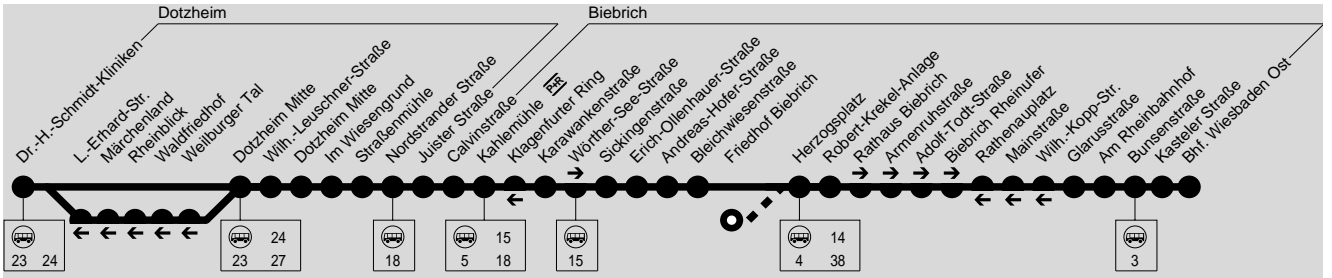 Dotzheim
Biebrich
Dr.-H.-Schmidt-Kliniken
L.-Erhard-Str.
Märchenland
Rheinblick
Waldfriedhof
Weilburger Tal
Dotzheim Mitte
Wilh.-Leuschner-Straße
Dotzheim Mitte
Im Wiesengrund
Straßenmühle
Nordstrander Straße
Juister Straße
Calvinstraße
Kahlemühle P+R
Klagenfurter Ring
Karawankenstraße
Wörther-See-Straße
Sickingenstraße
Erich-Ollenhauer-Straße
Andreas-Hofer-Straße
Bleichwiesenstraße
Friedhof Biebrich
Herzogsplatz
Robert-Krekel-Anlage
Rathaus Biebrich
Armenruhstraße
Adolf-Todt-Straße
Biebrich Rheinufer
Rathenauplatz
Mainstraße
Wilh.-Kopp-Str.
Glarusstraße
Am Rheinbahnhof
Bunsenstraße
Kasteler Straße
Bhf. Wiesbaden Ost
23 24
24
23 27
18
15
5 18
15
14
4 38
3